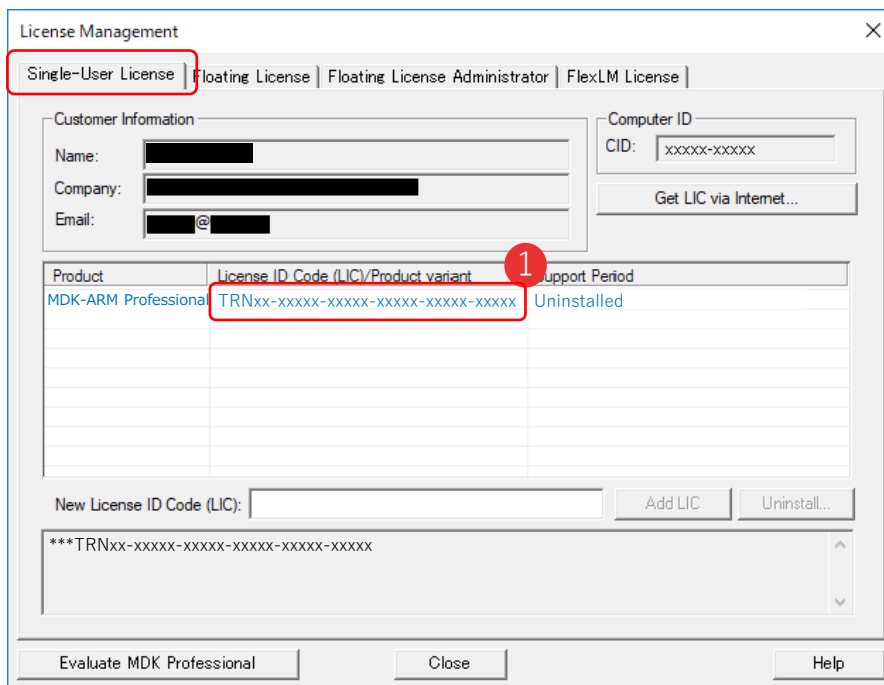 License Management
Single-User License Floating License Floating License Administrator FlexLM License
Customer Information
Name:
Company:
Email: @
Computer ID
CID: xxxxx-xxxxx
Get LIC via Internet...
1
Product License ID Code (LIC)/Product variant Support Period
MDK-ARM Professional TRNxx-xxxxx-xxxxx-xxxxx-xxxxx-xxxxx Uninstalled
New License ID Code (LIC): Add LIC Uninstall...
***TRNxx-xxxxx-xxxxx-xxxxx-xxxxx-xxxxx
Evaluate MDK Professional Close Help